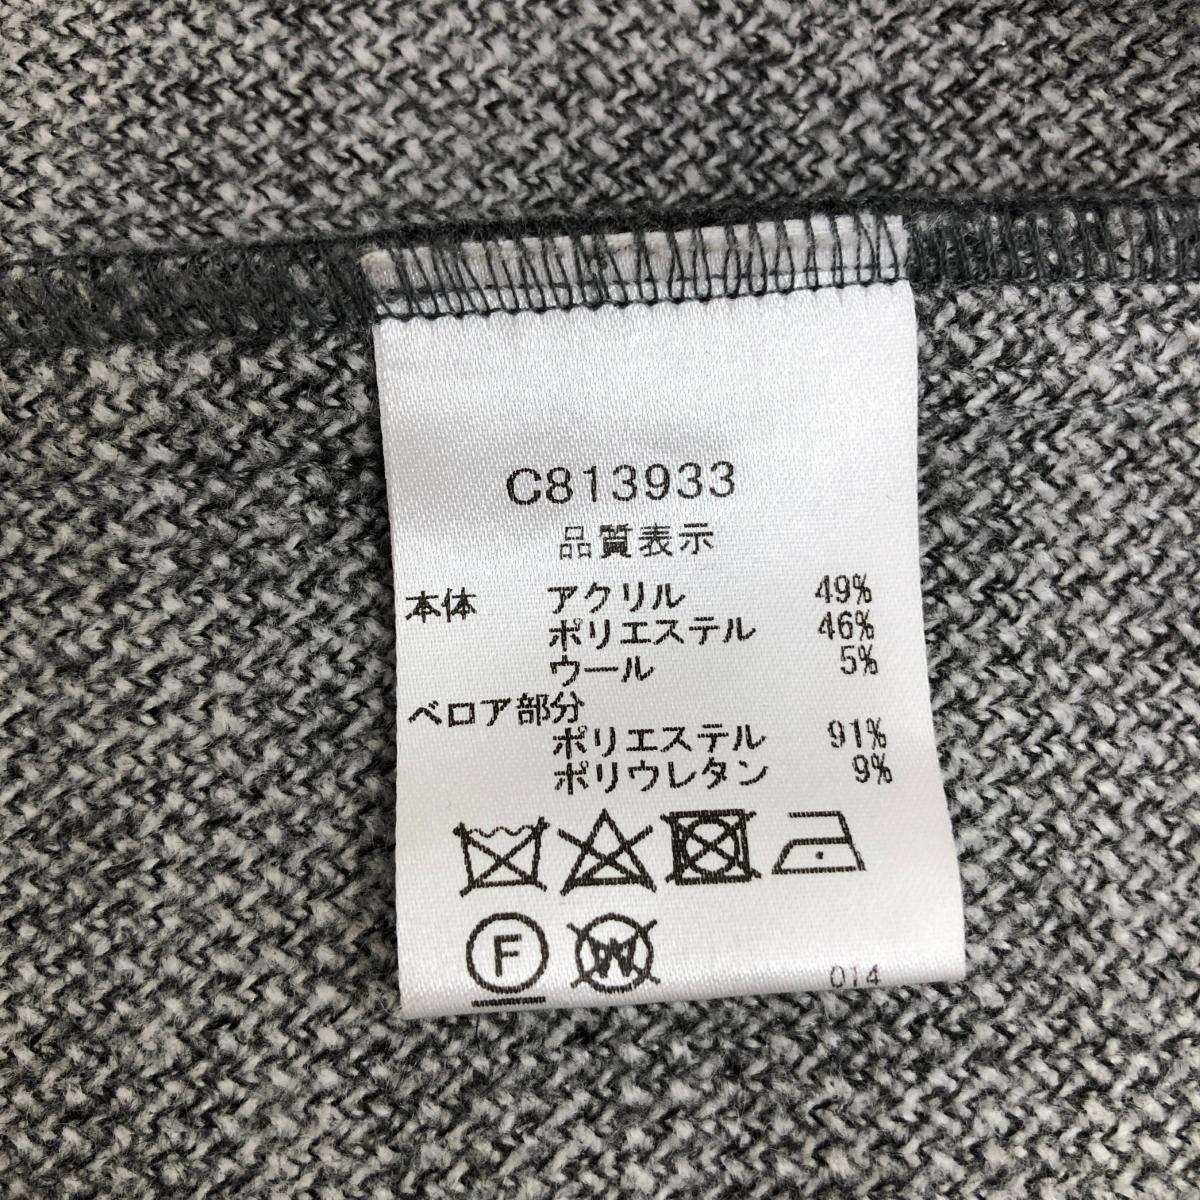 C813933
品質表示
本体 アクリル 49%
ポリエステル 46%
ウール 5%
ベロア部分
ポリエステル 91%
ポリウレタン 9%
F W
014